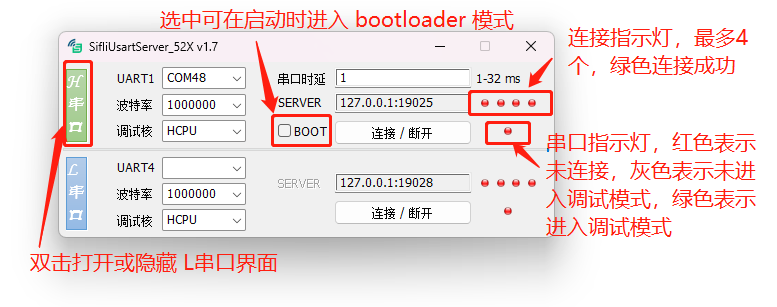 选中可在启动时进入 bootloader 模式
SifliUsartServer_52X v1.7
连接指示灯，最多4
个，绿色连接成功
H
串
口
UART1 COM48 串口时延 1 1-32 ms
波特率 1000000 SERVER 127.0.0.1:19025
调试核 HCPU BOOT 连接 / 断开
串口指示灯，红色表示
未连接，灰色表示未进
入调试模式，绿色表示
进入调试模式
L
串
口
UART4
波特率 1000000 SERVER 127.0.0.1:19028
调试核 HCPU 连接 / 断开
双击打开或隐藏 L串口界面